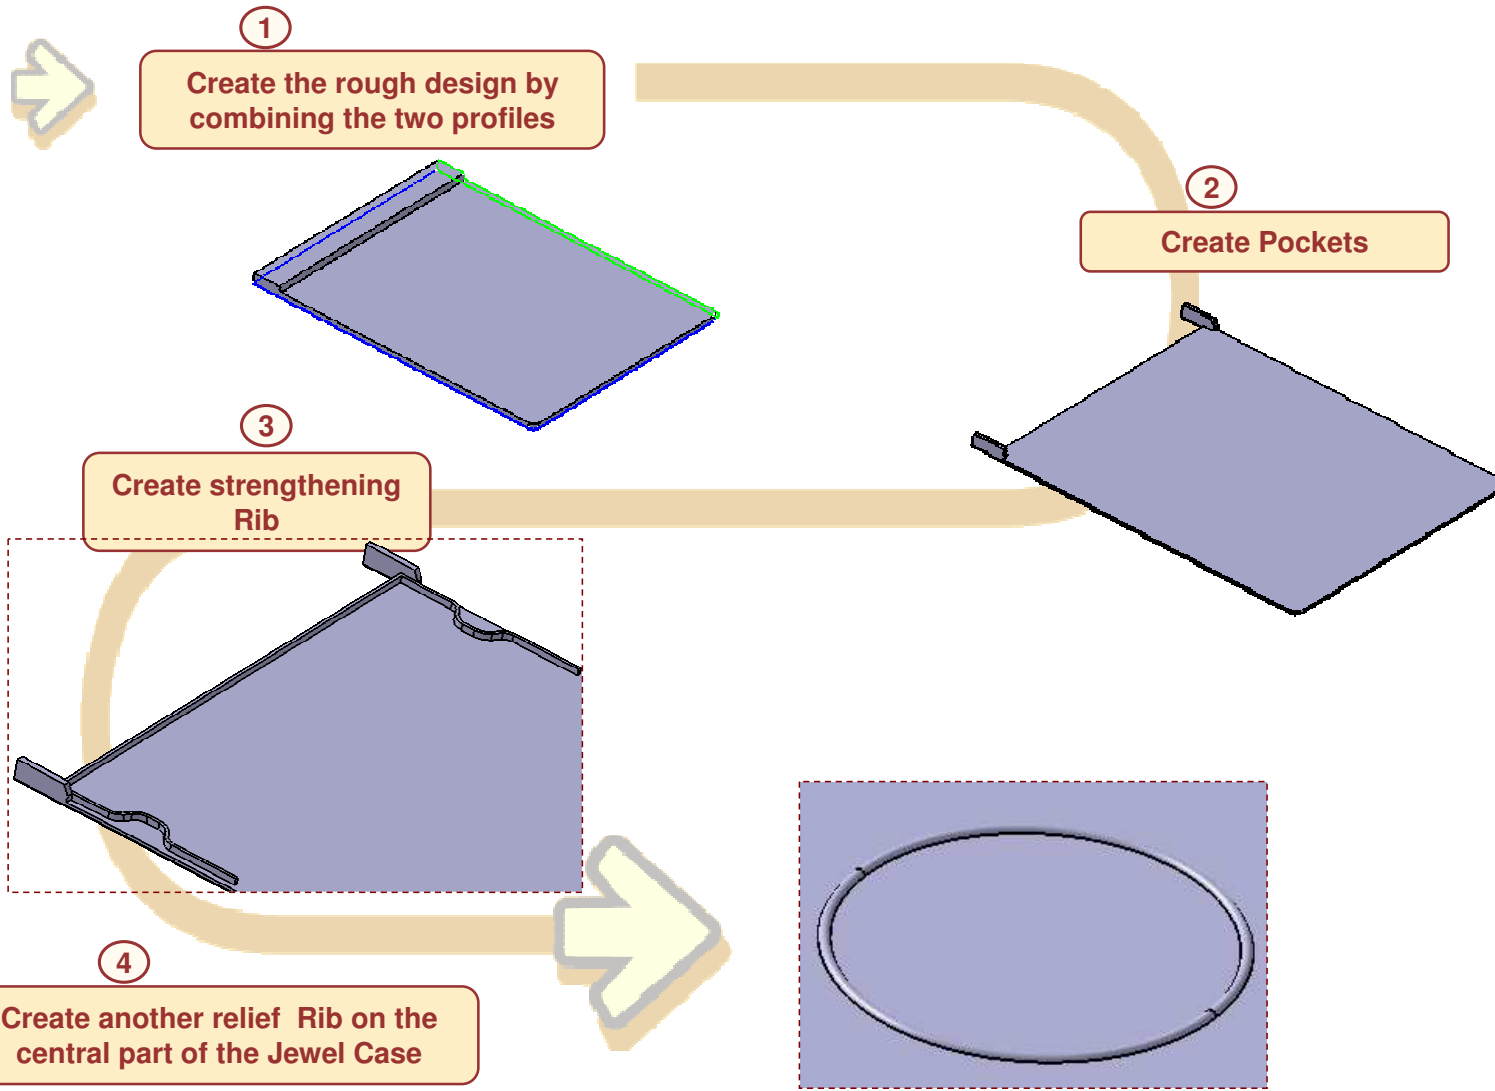 1
Create the rough design by
combining the two profiles
2
Create Pockets
3
Create strengthening
Rib
4
Create another relief  Rib on the
central part of the Jewel Case